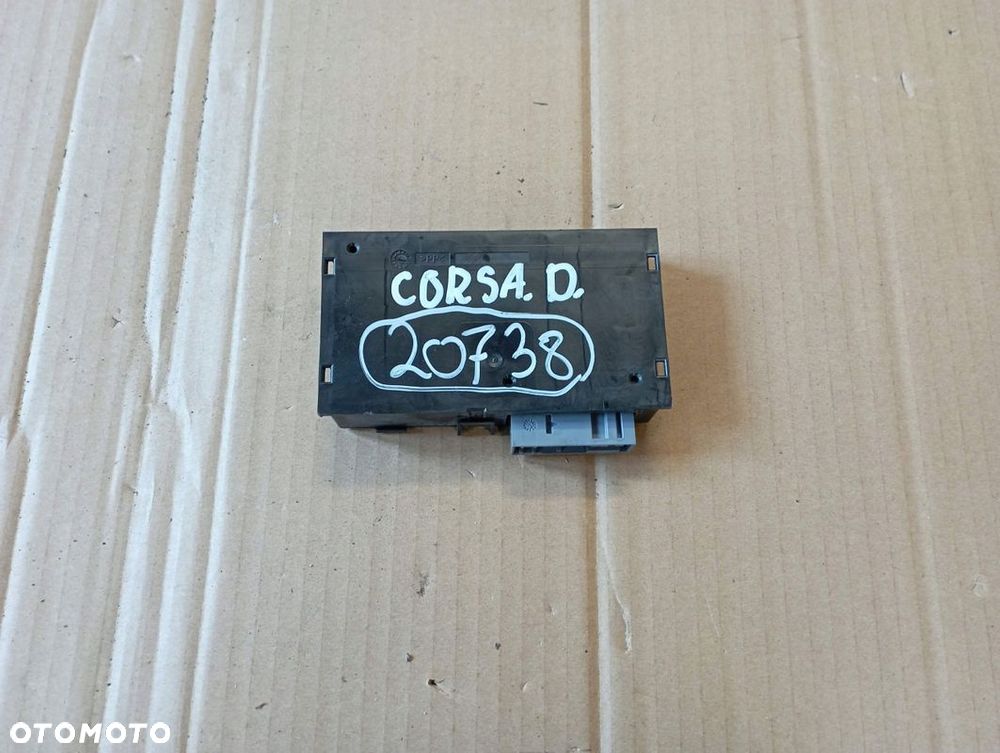 CORSA. D.
20738
OTOMOTO